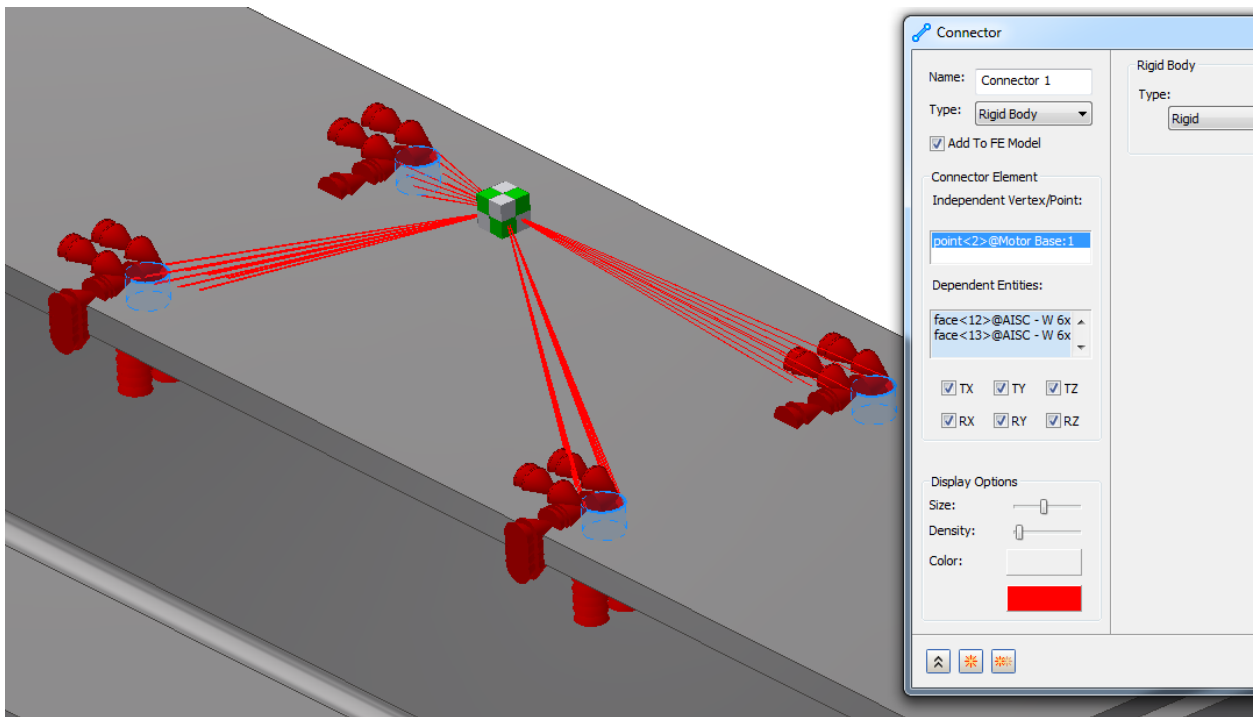 Connector
Name:
Connector 1
Type:
Rigid Body
Add To FE Model
Connector Element
Independent Vertex/Point:
point<2>@Motor Base:1
Dependent Entities:
face<12>@AISC - W 6x
face<13>@AISC - W 6x
TX TY TZ
RX RY RZ
Display Options
Size:
Density:
Color:
Rigid Body
Type:
Rigid